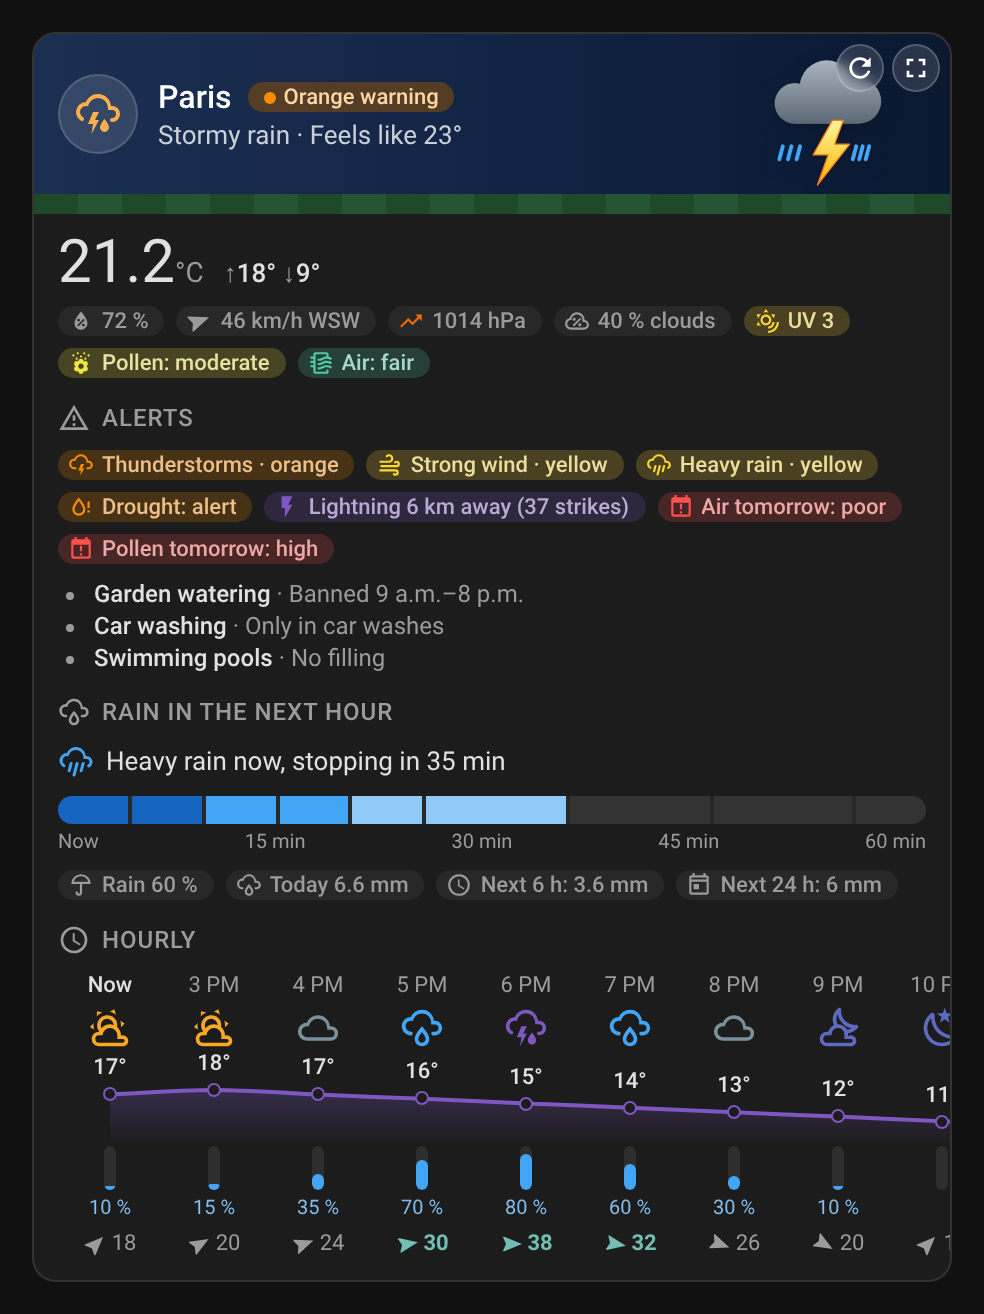 Paris Orange warning
Stormy rain · Feels like 23°
21.2°C ↑18° ↓9°
72 % 46 km/h WSW 1014 hPa 40 % clouds UV 3
Pollen: moderate Air: fair
ALERTS
Thunderstorms · orange Strong wind · yellow Heavy rain · yellow
Drought: alert Lightning 6 km away (37 strikes) Air tomorrow: poor
Pollen tomorrow: high
• Garden watering · Banned 9 a.m.–8 p.m.
• Car washing · Only in car washes
• Swimming pools · No filling
RAIN IN THE NEXT HOUR
Heavy rain now, stopping in 35 min
Now 15 min 30 min 45 min 60 min
Rain 60 % Today 6.6 mm Next 6 h: 3.6 mm Next 24 h: 6 mm
HOURLY
Now 3 PM 4 PM 5 PM 6 PM 7 PM 8 PM 9 PM 10
17° 18° 17° 16° 15° 14° 13° 12° 11
10 % 15 % 35 % 70 % 80 % 60 % 30 % 10 %
18 20 24 30 38 32 26 20